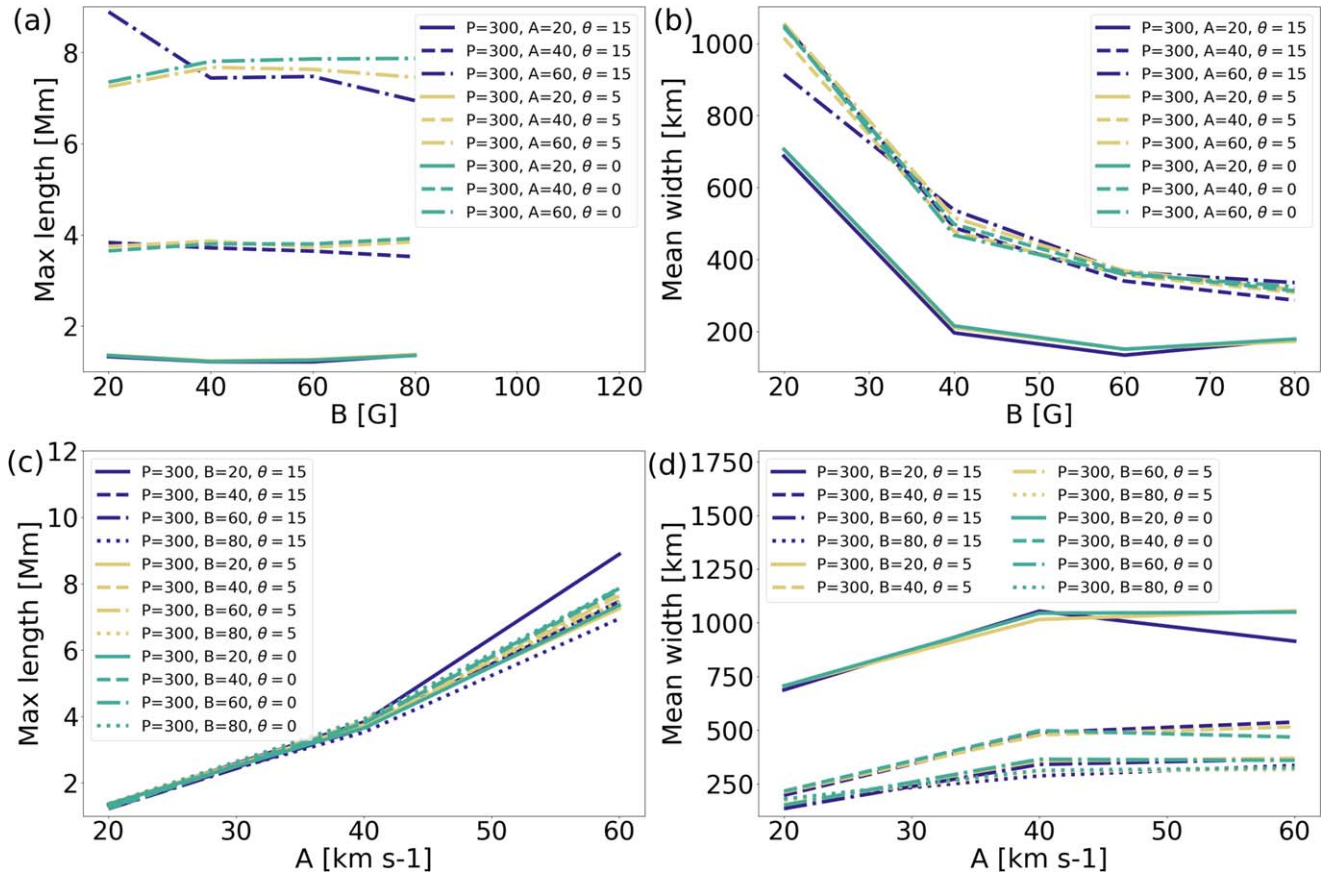 (a)
Max length [Mm]
8
6
4
2
20 40 60 80 100 120
B [G]
P=300, A=20, θ = 15
P=300, A=40, θ = 15
P=300, A=60, θ = 15
P=300, A=20, θ = 5
P=300, A=40, θ = 5
P=300, A=60, θ = 5
P=300, A=20, θ = 0
P=300, A=40, θ = 0
P=300, A=60, θ = 0
(b)
Mean width [km]
1000
800
600
400
200
20 30 40 50 60 70 80
B [G]
P=300, A=20, θ = 15
P=300, A=40, θ = 15
P=300, A=60, θ = 15
P=300, A=20, θ = 5
P=300, A=40, θ = 5
P=300, A=60, θ = 5
P=300, A=20, θ = 0
P=300, A=40, θ = 0
P=300, A=60, θ = 0
(c)
Max length [Mm]
12
10
8
6
4
2
20 30 40 50 60
A [km s-1]
P=300, B=20, θ = 15
P=300, B=40, θ = 15
P=300, B=60, θ = 15
P=300, B=80, θ = 15
P=300, B=20, θ = 5
P=300, B=40, θ = 5
P=300, B=60, θ = 5
P=300, B=80, θ = 5
P=300, B=20, θ = 0
P=300, B=40, θ = 0
P=300, B=60, θ = 0
P=300, B=80, θ = 0
(d)
Mean width [km]
1750
1500
1250
1000
750
500
250
20 30 40 50 60
A [km s-1]
P=300, B=20, θ = 15
P=300, B=40, θ = 15
P=300, B=60, θ = 15
P=300, B=80, θ = 15
P=300, B=20, θ = 5
P=300, B=40, θ = 5
P=300, B=60, θ = 5
P=300, B=80, θ = 5
P=300, B=20, θ = 0
P=300, B=40, θ = 0
P=300, B=60, θ = 0
P=300, B=80, θ = 0